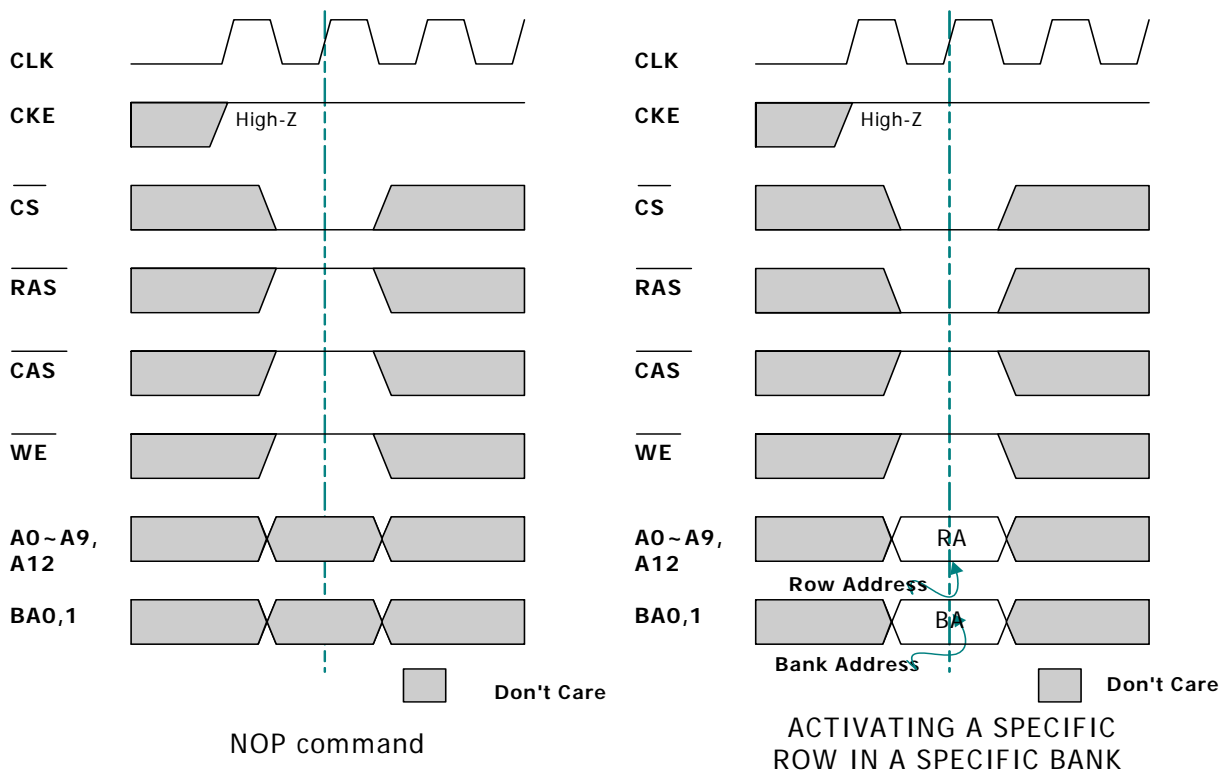 CLK
CKE
High-Z
CS
RAS
CAS
WE
A0~A9,
A12
BA0,1
Don't Care
NOP command
CLK
CKE
High-Z
CS
RAS
CAS
WE
A0~A9,
A12
RA
Row Address
BA0,1
BA
Bank Address
Don't Care
ACTIVATING A SPECIFIC
ROW IN A SPECIFIC BANK